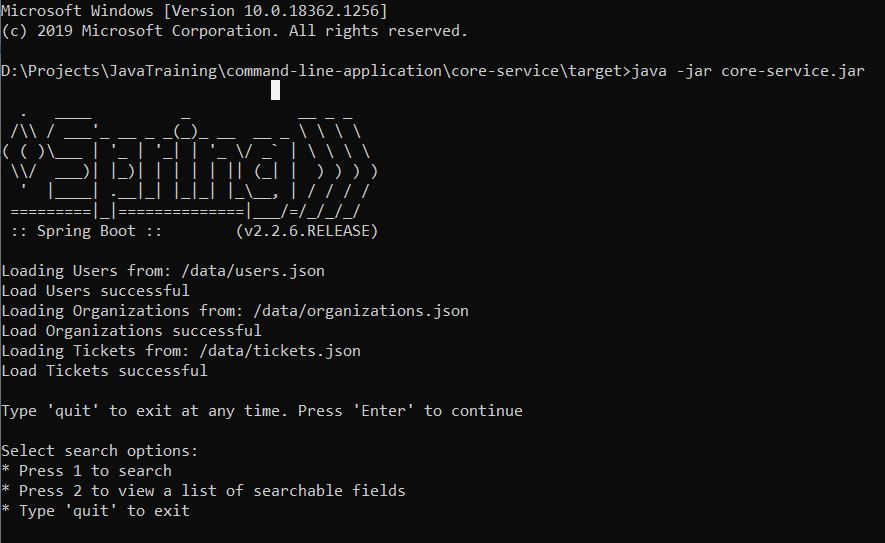 Microsoft Windows [Version 10.0.18362.1256]
(c) 2019 Microsoft Corporation. All rights reserved.
D:\Projects\JavaTraining\command-line-application\core-service\target>java -jar core-service.jar
  .   ____          _            __ _ _
 /\\ / ___'_ __ _ _(_)_ __  __ _ \ \ \ \
( ( )\___ | '_ | '_| | '_ \/ _` | \ \ \ \
 \\/  ___)| |_)| | | | | || (_| |  ) ) ) )
  '  |____| .__|_| |_|_| |_\__, | / / / /
 =========|_|==============|___/=/_/_/_/
 :: Spring Boot ::        (v2.2.6.RELEASE)
Loading Users from: /data/users.json
Load Users successful
Loading Organizations from: /data/organizations.json
Load Organizations successful
Loading Tickets from: /data/tickets.json
Load Tickets successful
Type 'quit' to exit at any time. Press 'Enter' to continue
Select search options:
* Press 1 to search
* Press 2 to view a list of searchable fields
* Type 'quit' to exit